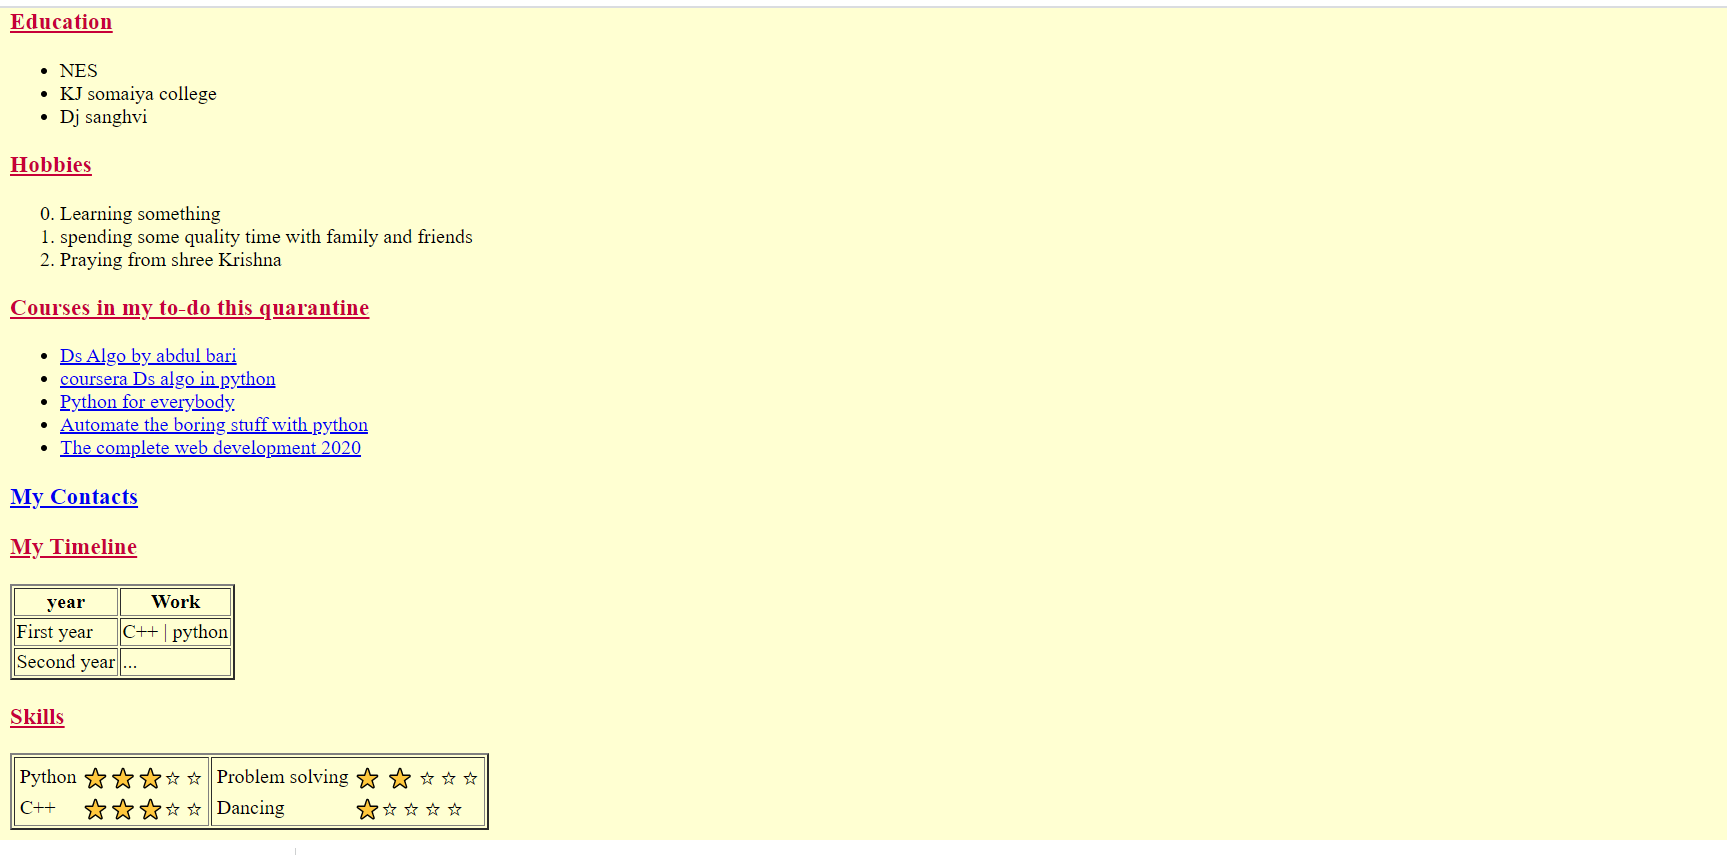 Education
• NES
• KJ somaiya college
• Dj sanghvi
Hobbies
0. Learning something
1. spending some quality time with family and friends
2. Praying from shree Krishna
Courses in my to-do this quarantine
• Ds Algo by abdul bari
• coursera Ds algo in python
• Python for everybody
• Automate the boring stuff with python
• The complete web development 2020
My Contacts
My Timeline
year Work
First year C++ | python
Second year ...
Skills
Python ⭐⭐⭐☆☆ Problem solving ⭐⭐☆☆☆
C++ ⭐⭐⭐☆☆ Dancing ⭐☆☆☆☆